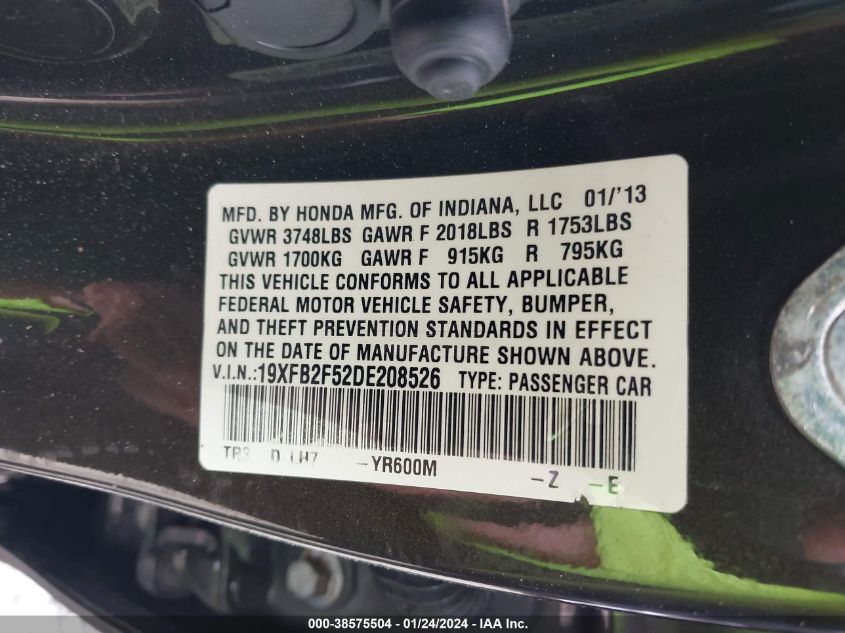 MFD. BY HONDA MFG. OF INDIANA, LLC 01/'13
GVWR 3748LBS GAWR F 2018LBS R 1753LBS
GVWR 1700KG GAWR F 915KG R 795KG
THIS VEHICLE CONFORMS TO ALL APPLICABLE
FEDERAL MOTOR VEHICLE SAFETY, BUMPER,
AND THEFT PREVENTION STANDARDS IN EFFECT
ON THE DATE OF MANUFACTURE SHOWN ABOVE.
V.I.N.:19XFB2F52DE208526 TYPE: PASSENGER CAR
TR3 D LH7 -YR600M -Z -E
000-38575504 - 01/24/2024 - IAA Inc.